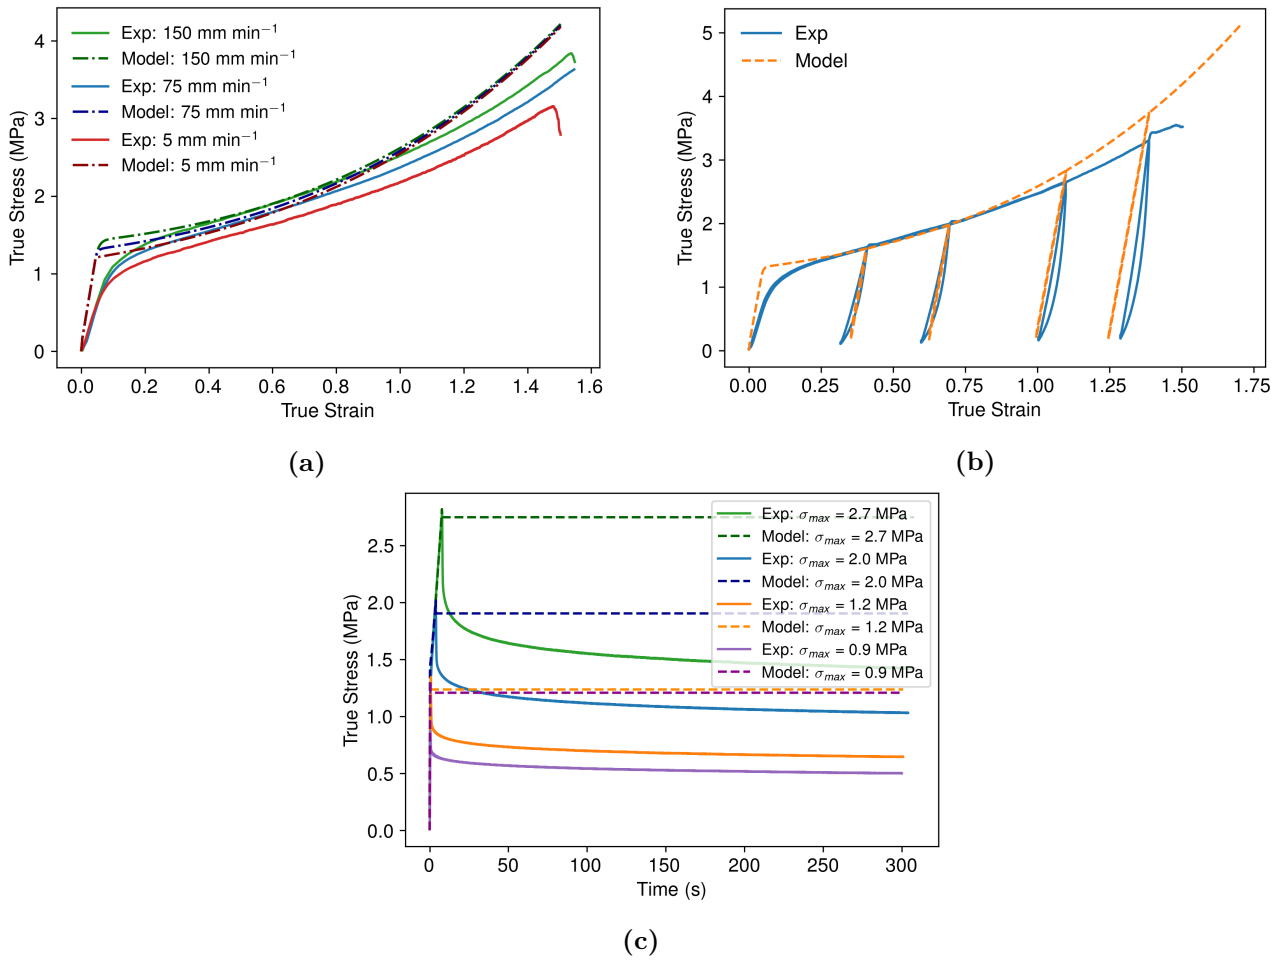 Exp: 150 mm min⁻¹
Model: 150 mm min⁻¹
Exp: 75 mm min⁻¹
Model: 75 mm min⁻¹
Exp: 5 mm min⁻¹
Model: 5 mm min⁻¹
True Stress (MPa)
4
3
2
1
0
0.0 0.2 0.4 0.6 0.8 1.0 1.2 1.4 1.6
True Strain
(a)
Exp
Model
True Stress (MPa)
5
4
3
2
1
0
0.00 0.25 0.50 0.75 1.00 1.25 1.50 1.75
True Strain
(b)
Exp: σmax = 2.7 MPa
Model: σmax = 2.7 MPa
Exp: σmax = 2.0 MPa
Model: σmax = 2.0 MPa
Exp: σmax = 1.2 MPa
Model: σmax = 1.2 MPa
Exp: σmax = 0.9 MPa
Model: σmax = 0.9 MPa
True Stress (MPa)
2.5
2.0
1.5
1.0
0.5
0.0
0 50 100 150 200 250 300
Time (s)
(c)